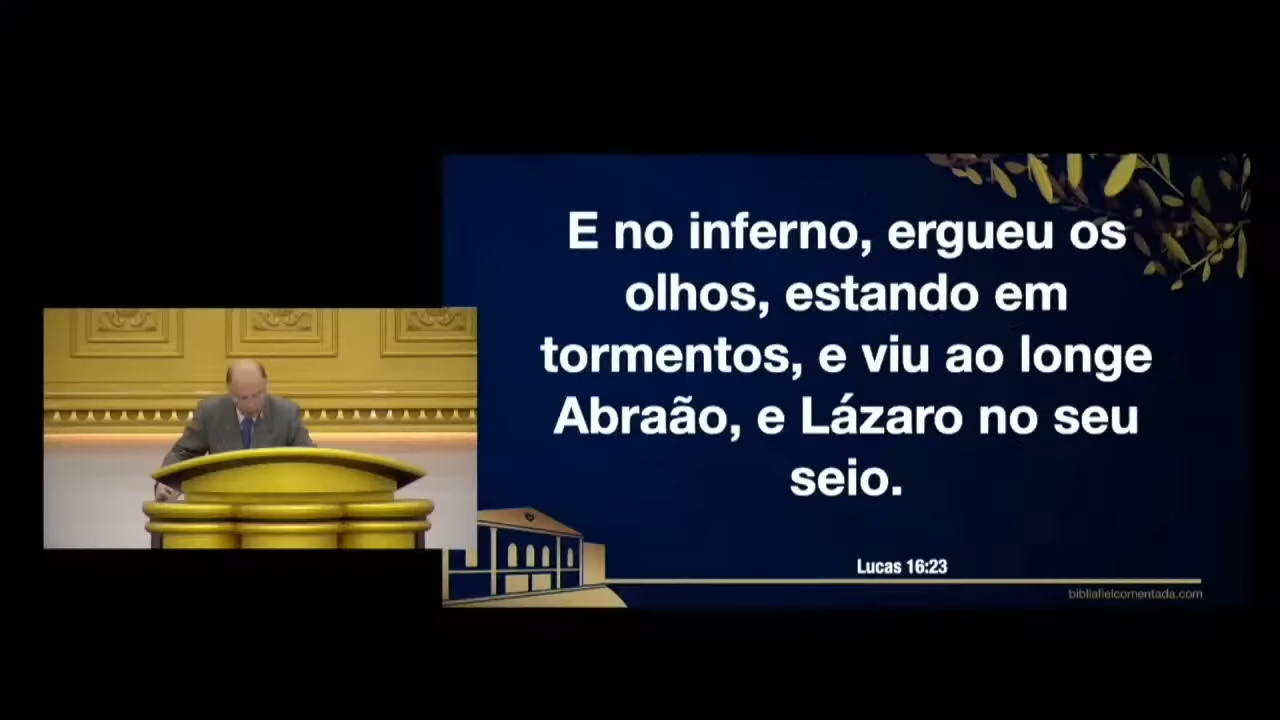 E no inferno, ergueu os
olhos, estando em
tormentos, e viu ao longe
Abraão, e Lázaro no seu
seio.
Lucas 16:23
bibliafielcomentada.com